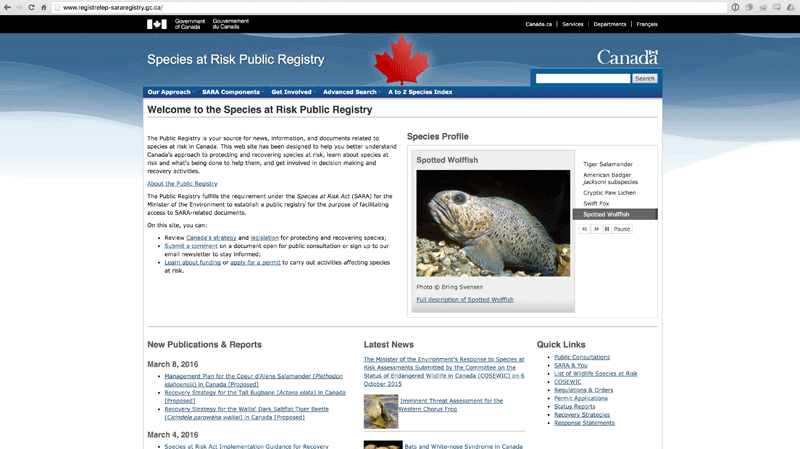 www.registrelep-sararegistry.gc.ca/
Government of Canada
Gouvernement du Canada
Canada.ca | Services | Departments | Français
Species at Risk Public Registry
Canada
Search
Our Approach
SARA Components
Get Involved
Advanced Search
A to Z Species Index
Welcome to the Species at Risk Public Registry
The Public Registry is your source for news, information, and documents related to
species at risk in Canada. This web site has been designed to help you better understand
Canada's approach to protecting and recovering species at risk, learn about species at
risk and what's being done to help them, and get involved in decision making and
recovery activities.
About the Public Registry
The Public Registry fulfills the requirement under the Species at Risk Act (SARA) for the
Minister of the Environment to establish a public registry for the purpose of facilitating
access to SARA-related documents.
On this site, you can:
Review Canada's strategy and legislation for protecting and recovering species;
Submit a comment on a document open for public consultation or sign up to our
email newsletter to stay informed;
Learn about funding or apply for a permit to carry out activities affecting species
at risk.
Species Profile
Spotted Wolffish
Photo © Erling Svensen
Full description of Spotted Wolffish
Tiger Salamander
American Badger
jacksoni subspecies
Cryptic Paw Lichen
Swift Fox
Spotted Wolffish
Pause
New Publications & Reports
March 8, 2016
Management Plan for the Coeur d'Alene Salamander (Plethodon
idahoensis) in Canada [Proposed]
Recovery Strategy for the Tall Bugbane (Actaea elata) in Canada
[Proposed]
Recovery Strategy for the Wallis' Dark Saltflat Tiger Beetle
(Cicindela parowana wallisi) in Canada [Proposed]
March 4, 2016
Species at Risk Act Implementation Guidance for Recovery
Latest News
The Minister of the Environment's Response to Species at
Risk Assessments Submitted by the Committee on the
Status of Endangered Wildlife in Canada (COSEWIC) on 6
October 2015
Imminent Threat Assessment for the
Western Chorus Frog
Bats and White-nose Syndrome in Canada
Quick Links
Public Consultations
SARA & You
List of Wildlife Species at Risk
COSEWIC
Regulations & Orders
Permit Applications
Status Reports
Recovery Strategies
Response Statements